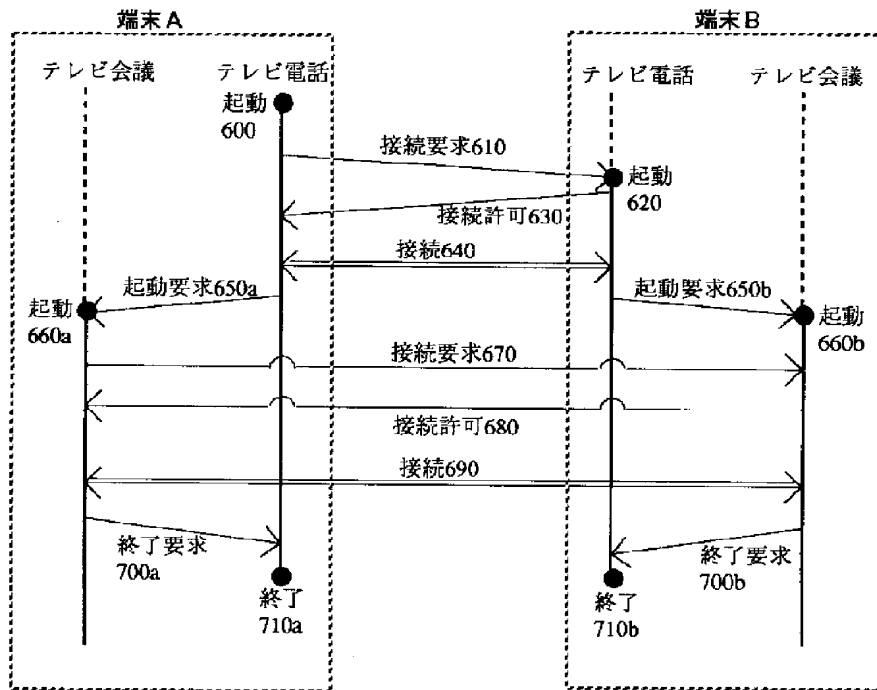 端末A
端末B
テレビ会議
テレビ電話
テレビ電話
テレビ会議
起動
600
接続要求610
起動
620
接続許可630
接続640
起動要求650a
起動要求650b
起動
660a
起動
660b
接続要求670
接続許可680
接続690
終了要求
700a
終了要求
700b
終了
710a
終了
710b